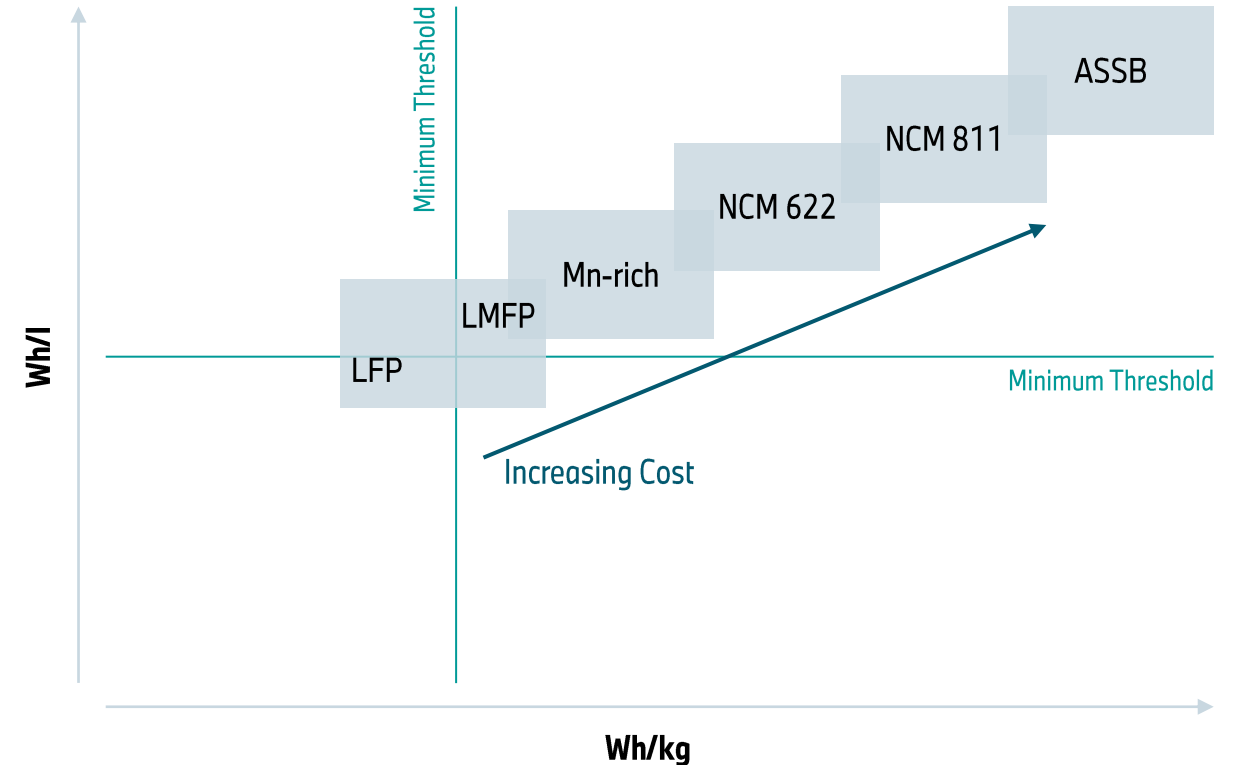 Minimum Threshold
ASSB
NCM 811
NCM 622
Mn-rich
LMFP
LFP
Wh/l
Minimum Threshold
Increasing Cost
Wh/kg